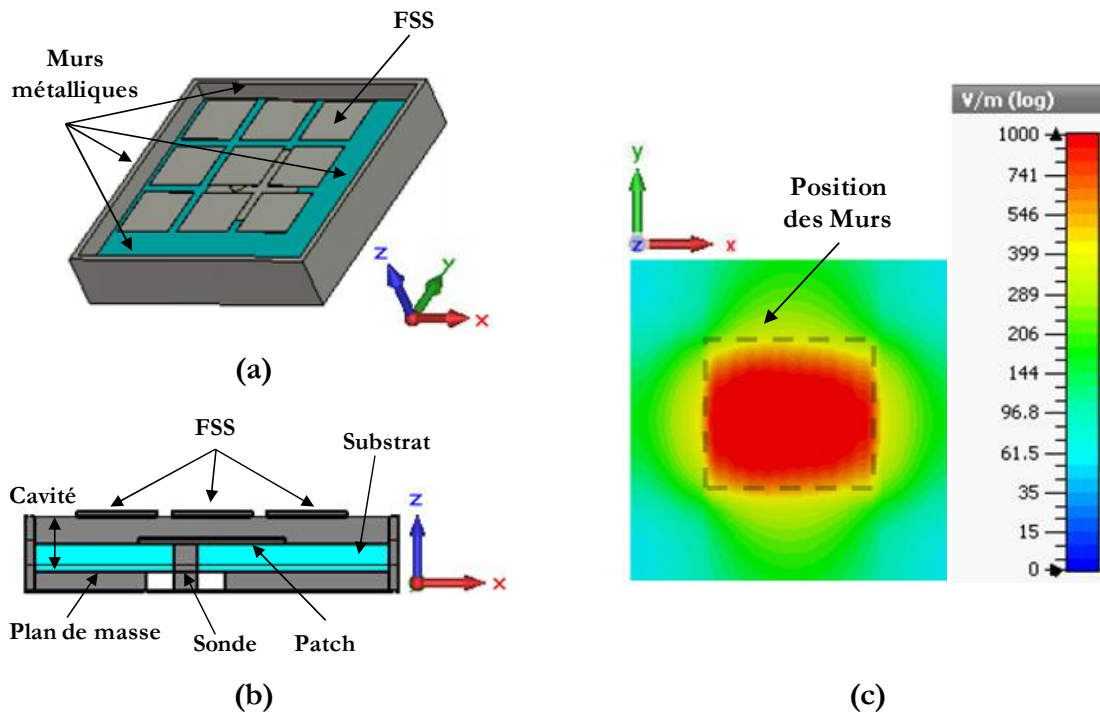 FSS
Murs
métalliques
z
y
x
(a)
FSS
Substrat
Cavité
z
x
Plan de masse
Sonde
Patch
(b)
y
z
x
Position
des Murs
V/m (log)
1000
741
546
399
289
206
144
96.8
61.5
35
15
0
(c)